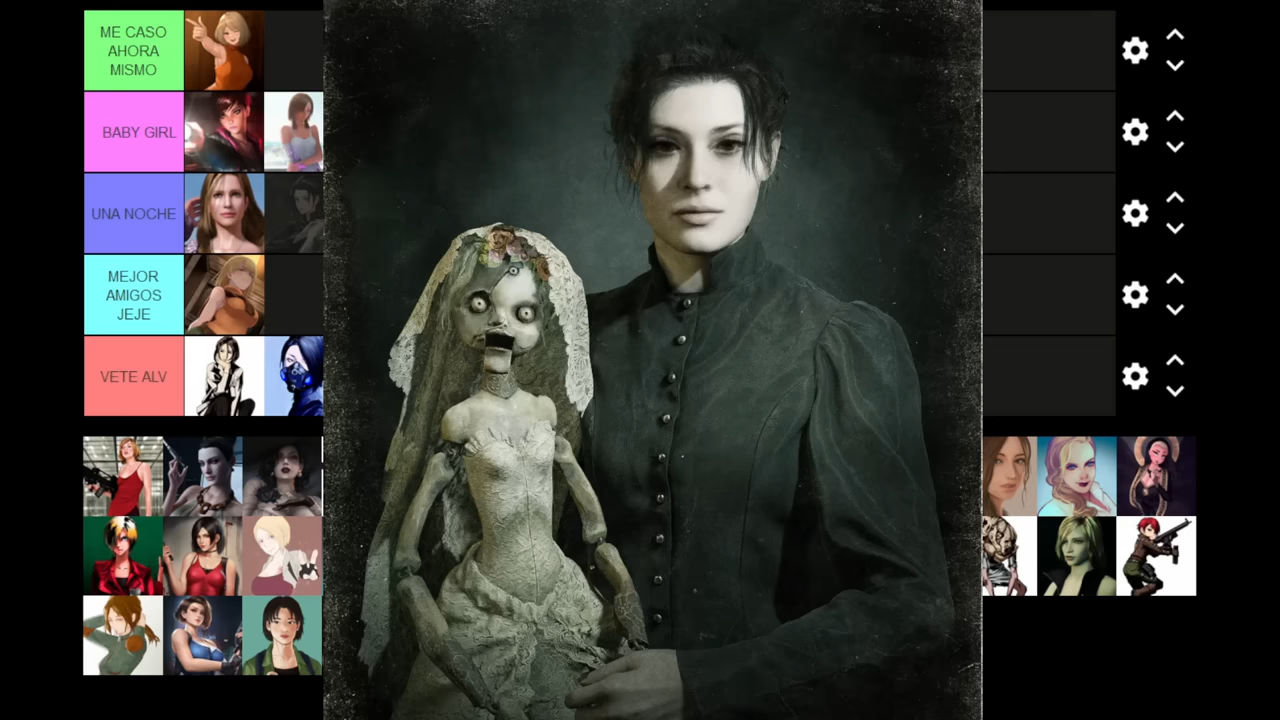 ME CASO
AHORA
MISMO
BABY GIRL
UNA NOCHE
MEJOR
AMIGOS
JEJE
VETE ALV